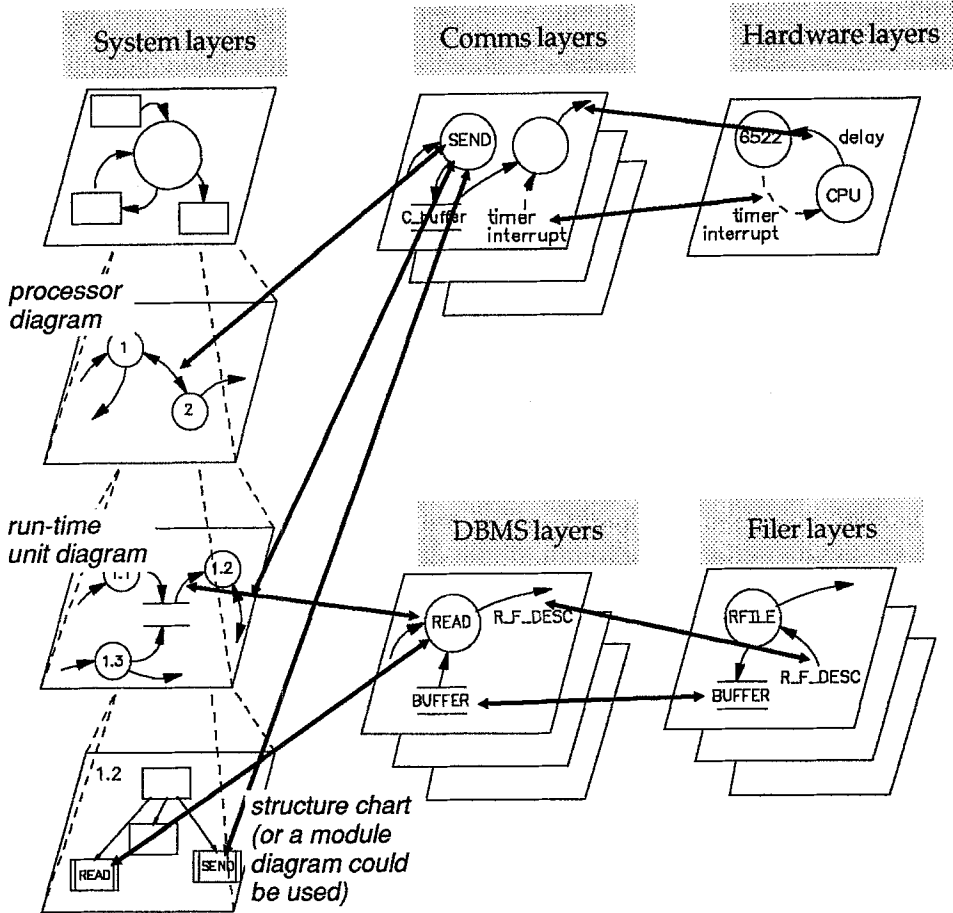 System layers
Comms layers
Hardware layers
SEND
C_buffer
timer
interrupt
6522
delay
CPU
timer
interrupt
processor
diagram
1
2
run-time
unit diagram
1.1
1.2
1.3
DBMS layers
Filer layers
READ
R_F_DESC
BUFFER
RFILE
R_F_DESC
BUFFER
1.2
READ
SEND
structure chart
(or a module
diagram could
be used)